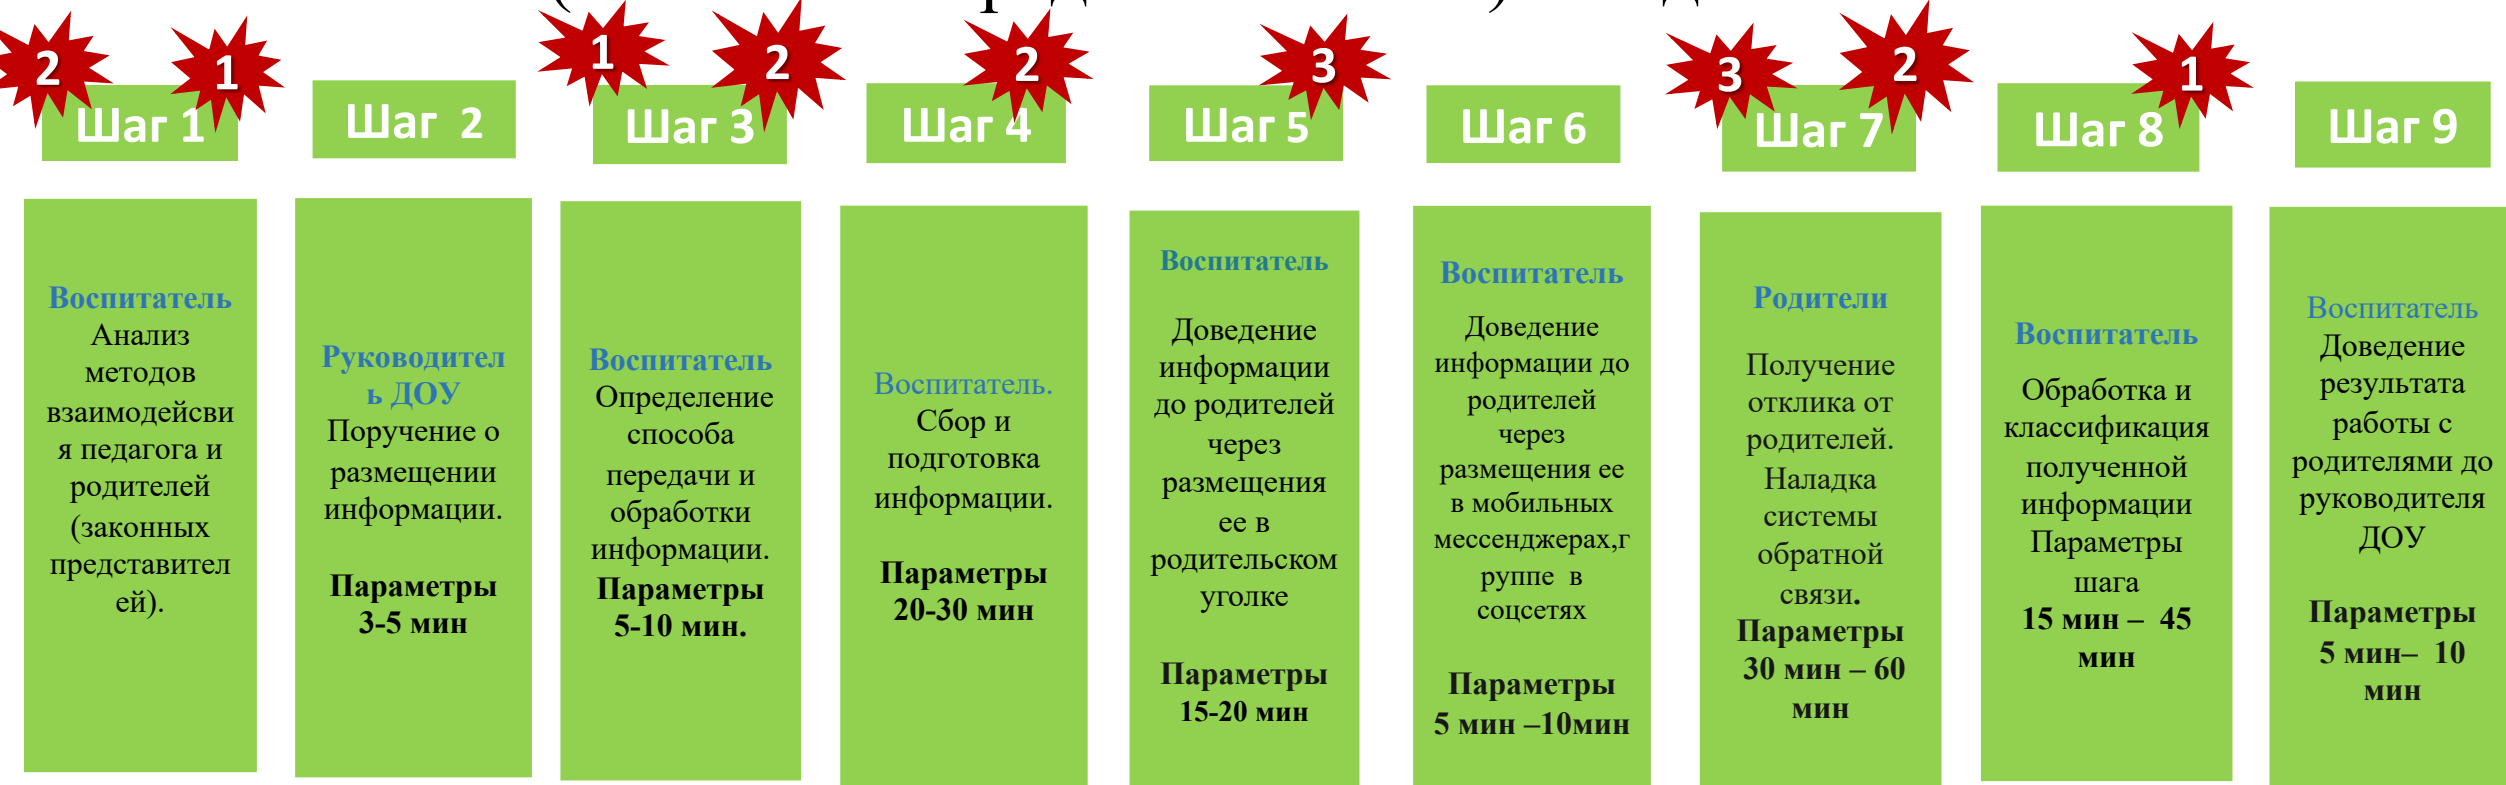 2
1
1
2
2
3
3
2
1
Шаг 1
Шаг 2
Шаг 3
Шаг 4
Шаг 5
Шаг 6
Шаг 7
Шаг 8
Шаг 9
Воспитатель
Анализ
методов
взаимодейсви
я педагога и
родителей
(законных
представител
ей).
Руководител
ь ДОУ
Поручение о
размещении
информации.
Параметры
3-5 мин
Воспитатель
Определение
способа
передачи и
обработки
информации.
Параметры
5-10 мин.
Воспитатель.
Сбор и
подготовка
информации.
Параметры
20-30 мин
Воспитатель
Доведение
информации
до родителей
через
размещения
ее в
родительском
уголке
Параметры
15-20 мин
Воспитатель
Доведение
информации до
родителей
через
размещения ее
в мобильных
мессенджерах,г
руппе в
соцсетях
Параметры
5 мин –10мин
Родители
Получение
отклика от
родителей.
Наладка
системы
обратной
связи.
Параметры
30 мин – 60
мин
Воспитатель
Обработка и
классификация
полученной
информации
Параметры
шага
15 мин – 45
мин
Воспитатель
Доведение
результата
работы с
родителями до
руководителя
ДОУ
Параметры
5 мин– 10
мин